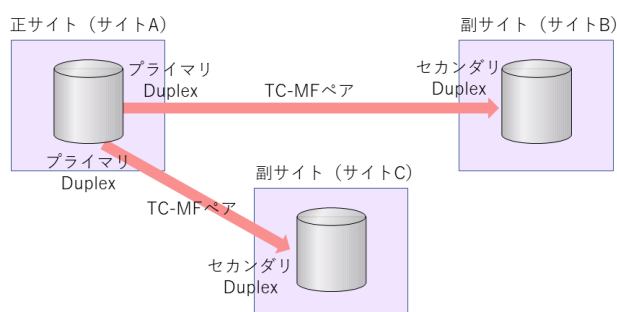 正サイト（サイトA）
副サイト（サイトB）
プライマリ
Duplex
TC-MFペア
セカンダリ
Duplex
プライマリ
Duplex
TC-MFペア
副サイト（サイトC）
セカンダリ
Duplex